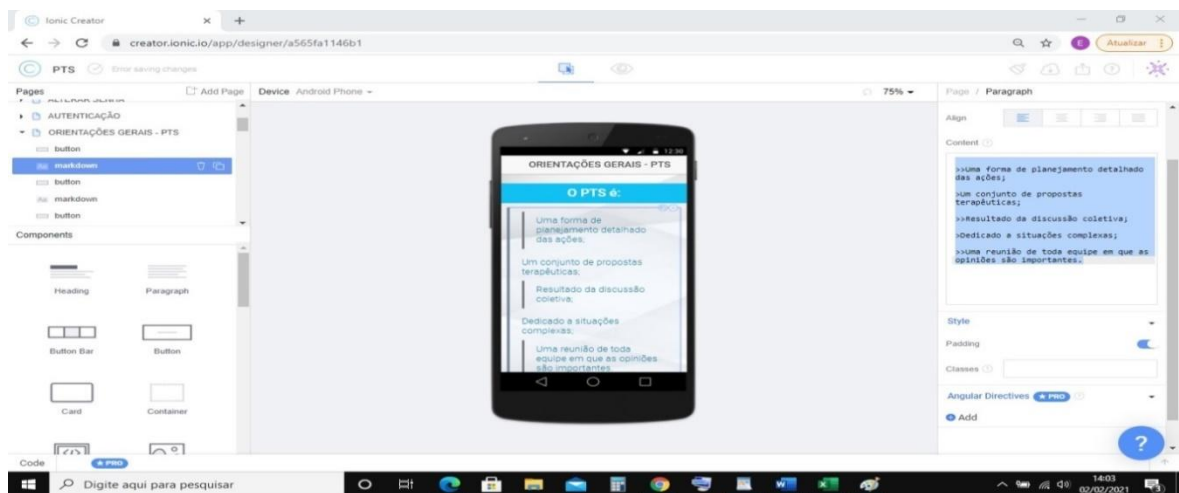 Ionic Creator
creator.ionic.io/app/designer/a565fa1146b1
E
Atualizar
PTS
Error saving changes
Pages
Add Page
Device Android Phone
75%
Page / Paragraph
ALTERAR SENHA
AUTENTICAÇÃO
ORIENTAÇÕES GERAIS - PTS
button
markdown
button
markdown
button
Components
Heading
Paragraph
Button Bar
Button
Card
Container
12:30
ORIENTAÇÕES GERAIS - PTS
O PTS é:
Uma forma de
planejamento detalhado
das ações;
Um conjunto de propostas
terapêuticas;
Resultado da discussão
coletiva;
Dedicado a situações
complexas;
Uma reunião de toda
equipe em que as opiniões
são importantes
Align
Content
>>Uma forma de planejamento detalhado
das ações;
>Um conjunto de propostas
terapêuticas;
>>Resultado da discussão coletiva;
>Dedicado a situações complexas;
>>Uma reunião de toda equipe em que as
opiniões são importantes.
Style
Padding
Classes
Angular Directives
PRO
Add
?
Code
PRO
Digite aqui para pesquisar
14:03
02/02/2021